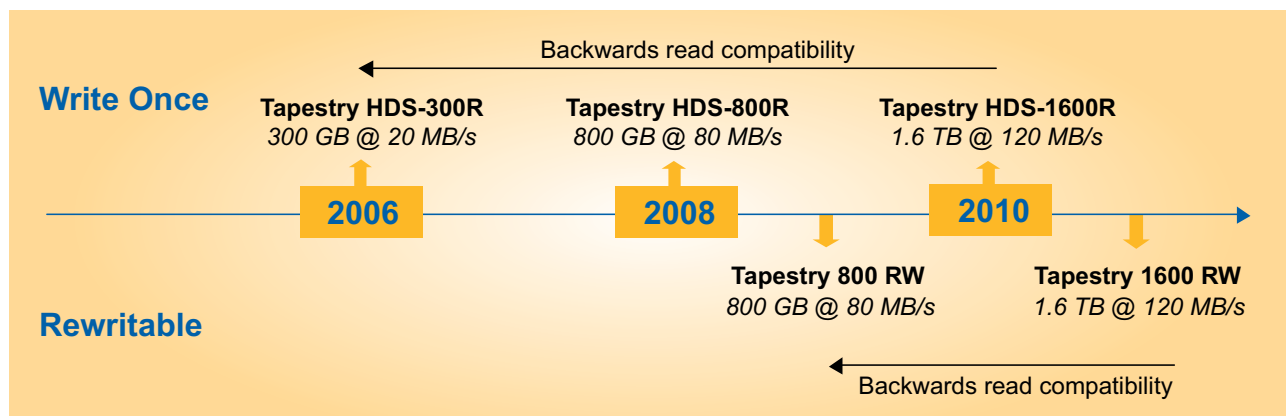 Backwards read compatibility
Write Once
Tapestry HDS-300R
300 GB @ 20 MB/s
Tapestry HDS-800R
800 GB @ 80 MB/s
Tapestry HDS-1600R
1.6 TB @ 120 MB/s
2006
2008
2010
Tapestry 800 RW
800 GB @ 80 MB/s
Tapestry 1600 RW
1.6 TB @ 120 MB/s
Rewritable
Backwards read compatibility